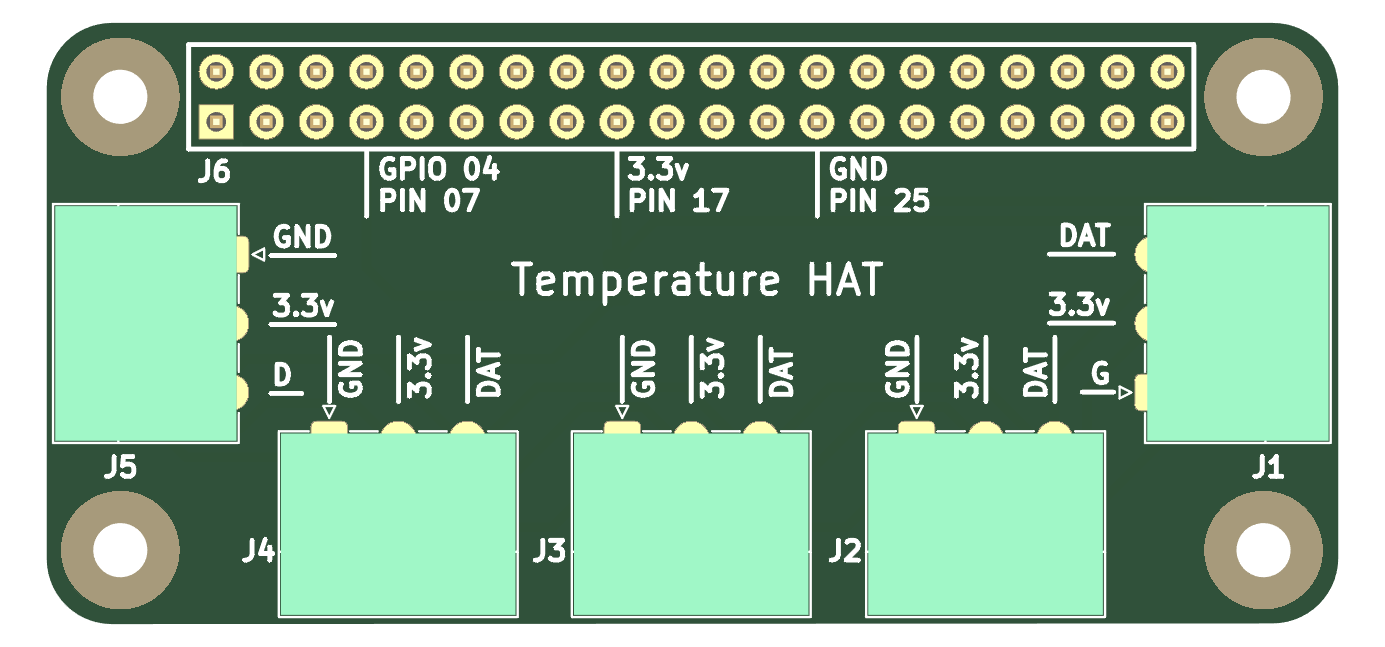 J6
GPIO 04
PIN 07
3.3v
PIN 17
GND
PIN 25
GND
3.3v
D
Temperature HAT
DAT
3.3v
G
GND
3.3v
DAT
GND
3.3v
DAT
GND
3.3v
DAT
J5
J1
J4
J3
J2